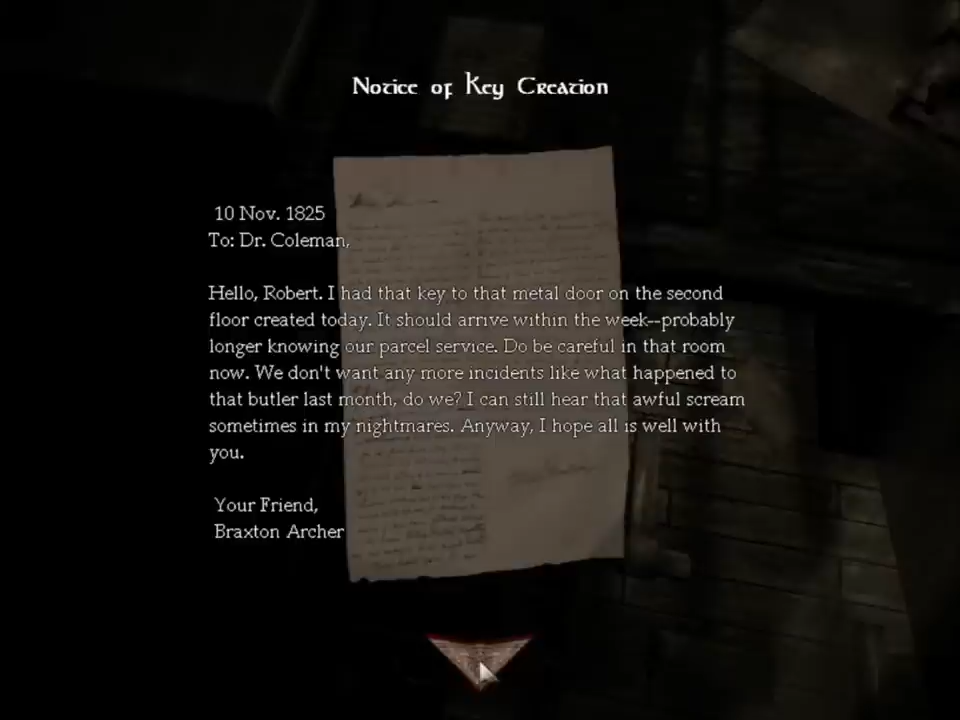 Notice of Key Creation
10 Nov. 1825
To: Dr. Coleman,
Hello, Robert. I had that key to that metal door on the second
floor created today. It should arrive within the week--probably
longer knowing our parcel service. Do be careful in that room
now. We don't want any more incidents like what happened to
that butler last month, do we? I can still hear that awful scream
sometimes in my nightmares. Anyway, I hope all is well with
you.
Your Friend,
Braxton Archer